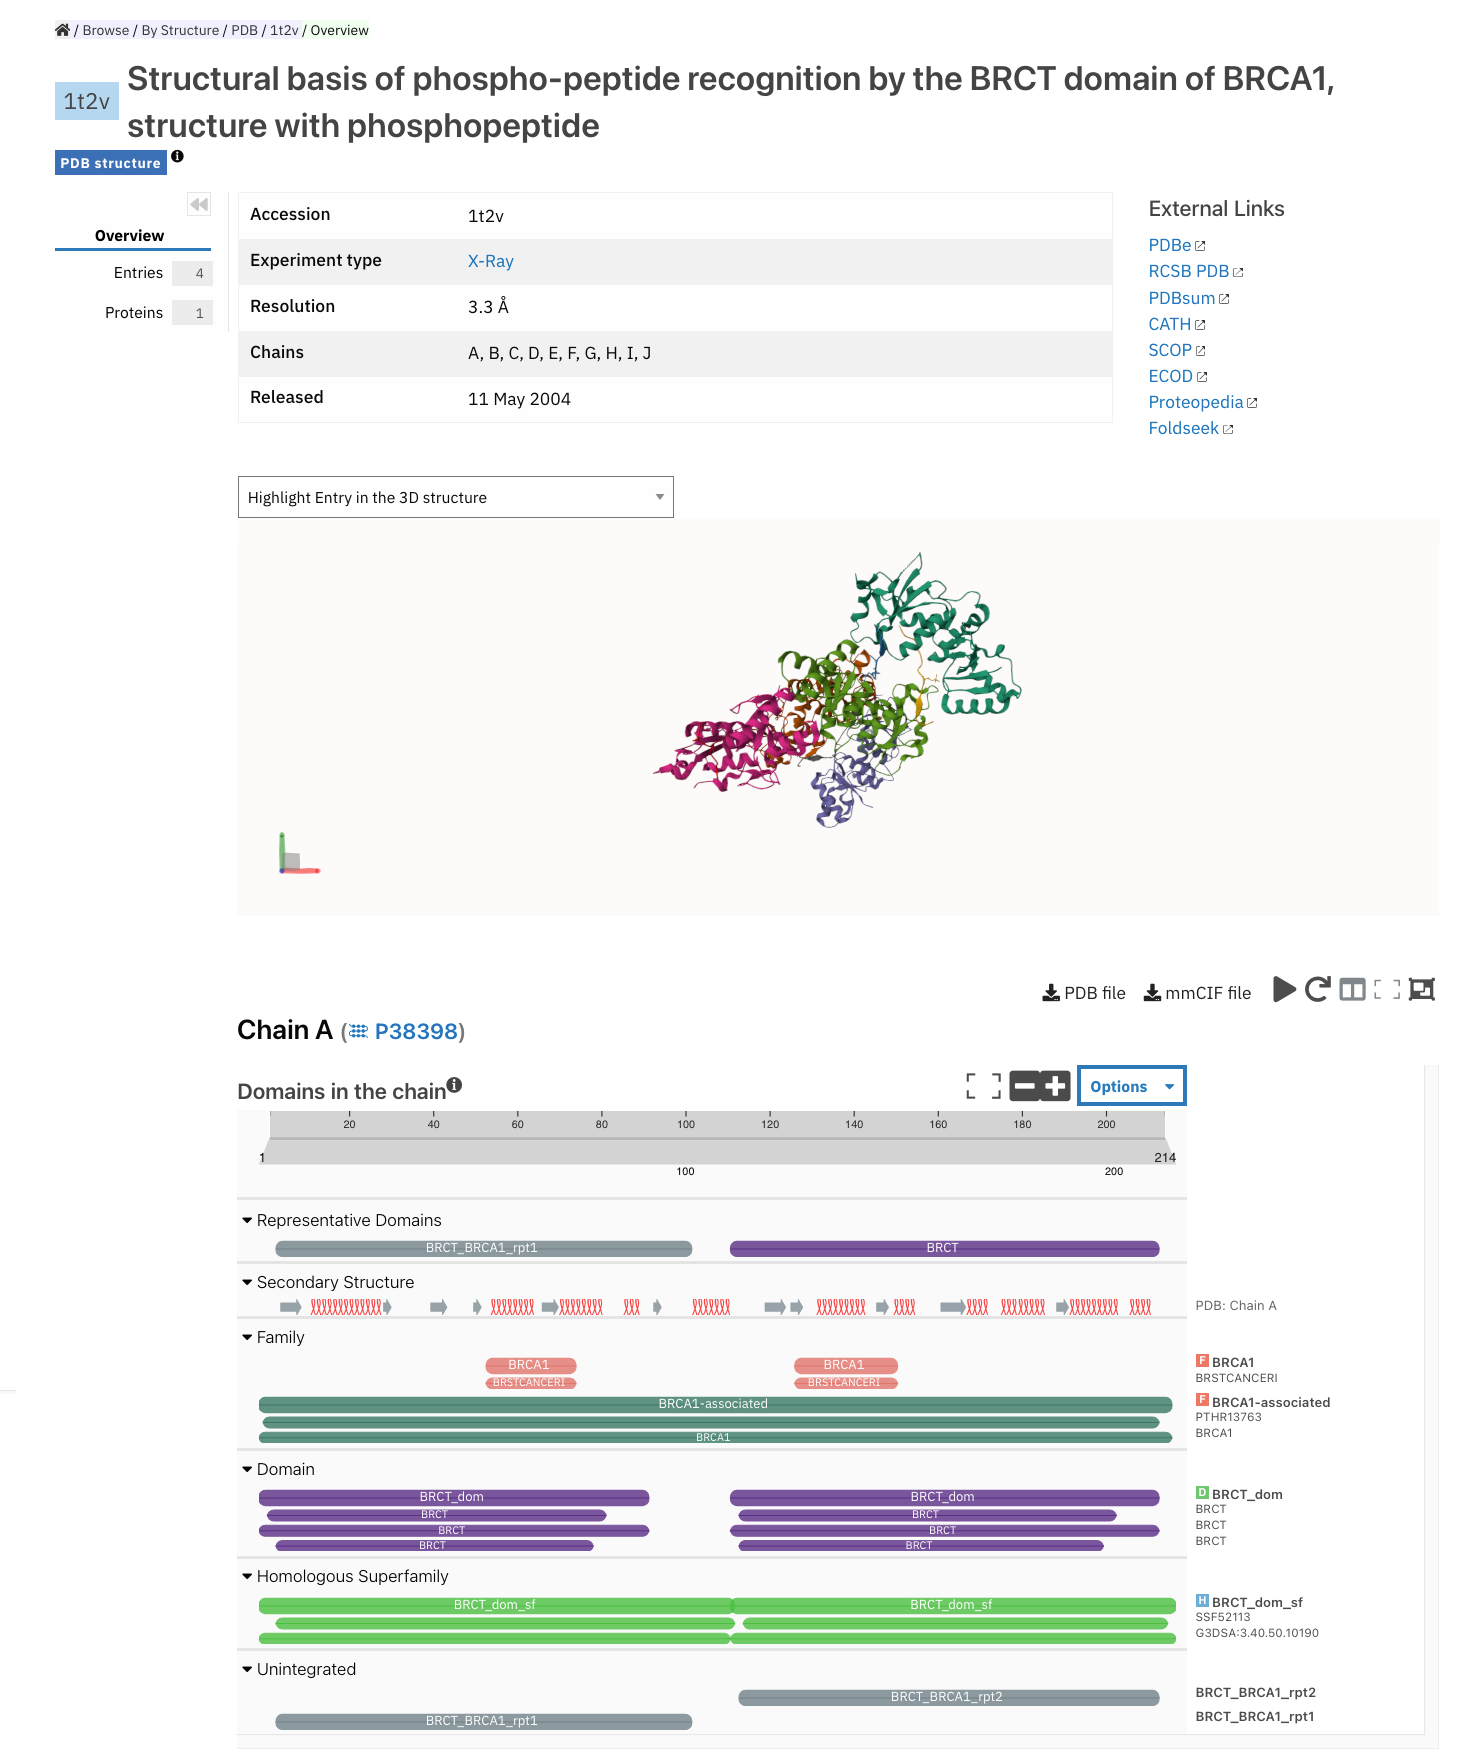 / Browse / By Structure / PDB / 1t2v / Overview
1t2v
Structural basis of phospho-peptide recognition by the BRCT domain of BRCA1,
structure with phosphopeptide
PDB structure
Overview
Entries 4
Proteins 1
Accession 1t2v
Experiment type X-Ray
Resolution 3.3 Å
Chains A, B, C, D, E, F, G, H, I, J
Released 11 May 2004
External Links
PDBe
RCSB PDB
PDBsum
CATH
SCOP
ECOD
Proteopedia
Foldseek
Highlight Entry in the 3D structure
PDB file mmCIF file
Chain A (P38398)
Domains in the chain
Options
20 40 60 80 100 120 140 160 180 200
1 214
100 200
Representative Domains
BRCT_BRCA1_rpt1 BRCT
Secondary Structure
PDB: Chain A
Family
BRCA1 BRCA1 F BRCA1
BRSTCANCERI BRSTCANCERI BRSTCANCERI
BRCA1-associated F BRCA1-associated
PTHR13763
BRCA1 BRCA1
Domain
BRCT_dom BRCT_dom D BRCT_dom
BRCT BRCT BRCT
BRCT BRCT BRCT
BRCT BRCT BRCT
Homologous Superfamily
BRCT_dom_sf BRCT_dom_sf H BRCT_dom_sf
SSF52113
G3DSA:3.40.50.10190
Unintegrated
BRCT_BRCA1_rpt2 BRCT_BRCA1_rpt2
BRCT_BRCA1_rpt1 BRCT_BRCA1_rpt1